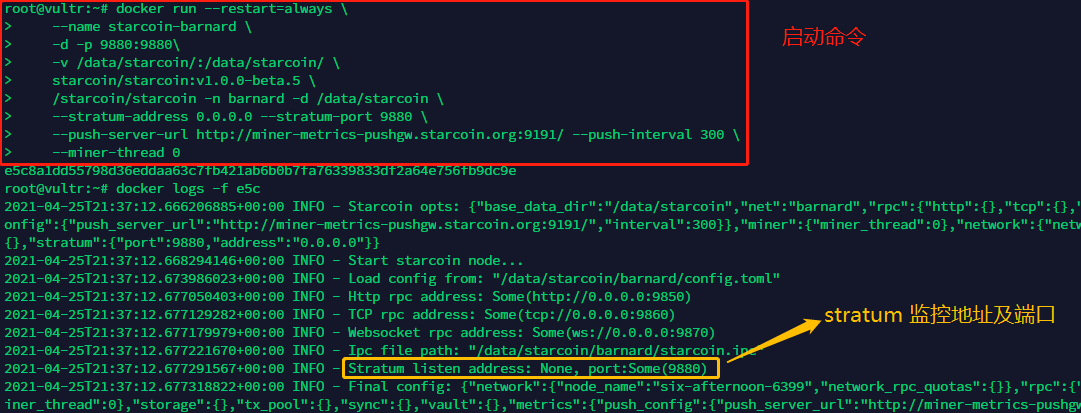 root@vultr:~# docker run --restart=always \
>     --name starcoin-barnard \
>     -d -p 9880:9880\
>     -v /data/starcoin/:/data/starcoin/ \
>     starcoin/starcoin:v1.0.0-beta.5 \
>     /starcoin/starcoin -n barnard -d /data/starcoin \
>     --stratum-address 0.0.0.0 --stratum-port 9880 \
>     --push-server-url http://miner-metrics-pushgw.starcoin.org:9191/ --push-interval 300 \
>     --miner-thread 0
启动命令
e5c8a1dd55798d36eddaa63c7fb421ab6b0b7fa76339833df2a64e756fb9dc9e
root@vultr:~# docker logs -f e5c
2021-04-25T21:37:12.666206885+00:00 INFO - Starcoin opts: {"base_data_dir":"/data/starcoin","net":"barnard","rpc":{"http":{},"tcp":{},
onfig":{"push_server_url":"http://miner-metrics-pushgw.starcoin.org:9191/","interval":300}},"miner":{"miner_thread":0},"network":{"netw
{},"stratum":{"port":9880,"address":"0.0.0.0"}}
2021-04-25T21:37:12.668294146+00:00 INFO - Start starcoin node...
2021-04-25T21:37:12.673986023+00:00 INFO - Load config from: "/data/starcoin/barnard/config.toml"
2021-04-25T21:37:12.677050403+00:00 INFO - Http rpc address: Some(http://0.0.0.0:9850)
2021-04-25T21:37:12.677129282+00:00 INFO - TCP rpc address: Some(tcp://0.0.0.0:9860)
2021-04-25T21:37:12.677179979+00:00 INFO - Websocket rpc address: Some(ws://0.0.0.0:9870)
2021-04-25T21:37:12.677221670+00:00 INFO - Ipc file path: "/data/starcoin/barnard/starcoin.ipc"
2021-04-25T21:37:12.677291567+00:00 INFO - Stratum listen address: None, port:Some(9880)
stratum 监控地址及端口
2021-04-25T21:37:12.677318822+00:00 INFO - Final config: {"network":{"node_name":"six-afternoon-6399","network_rpc_quotas":{}},"rpc":{
iner_thread":0},"storage":{},"tx_pool":{},"sync":{},"vault":{},"metrics":{"push_config":{"push_server_url":"http://miner-metrics-pushgw